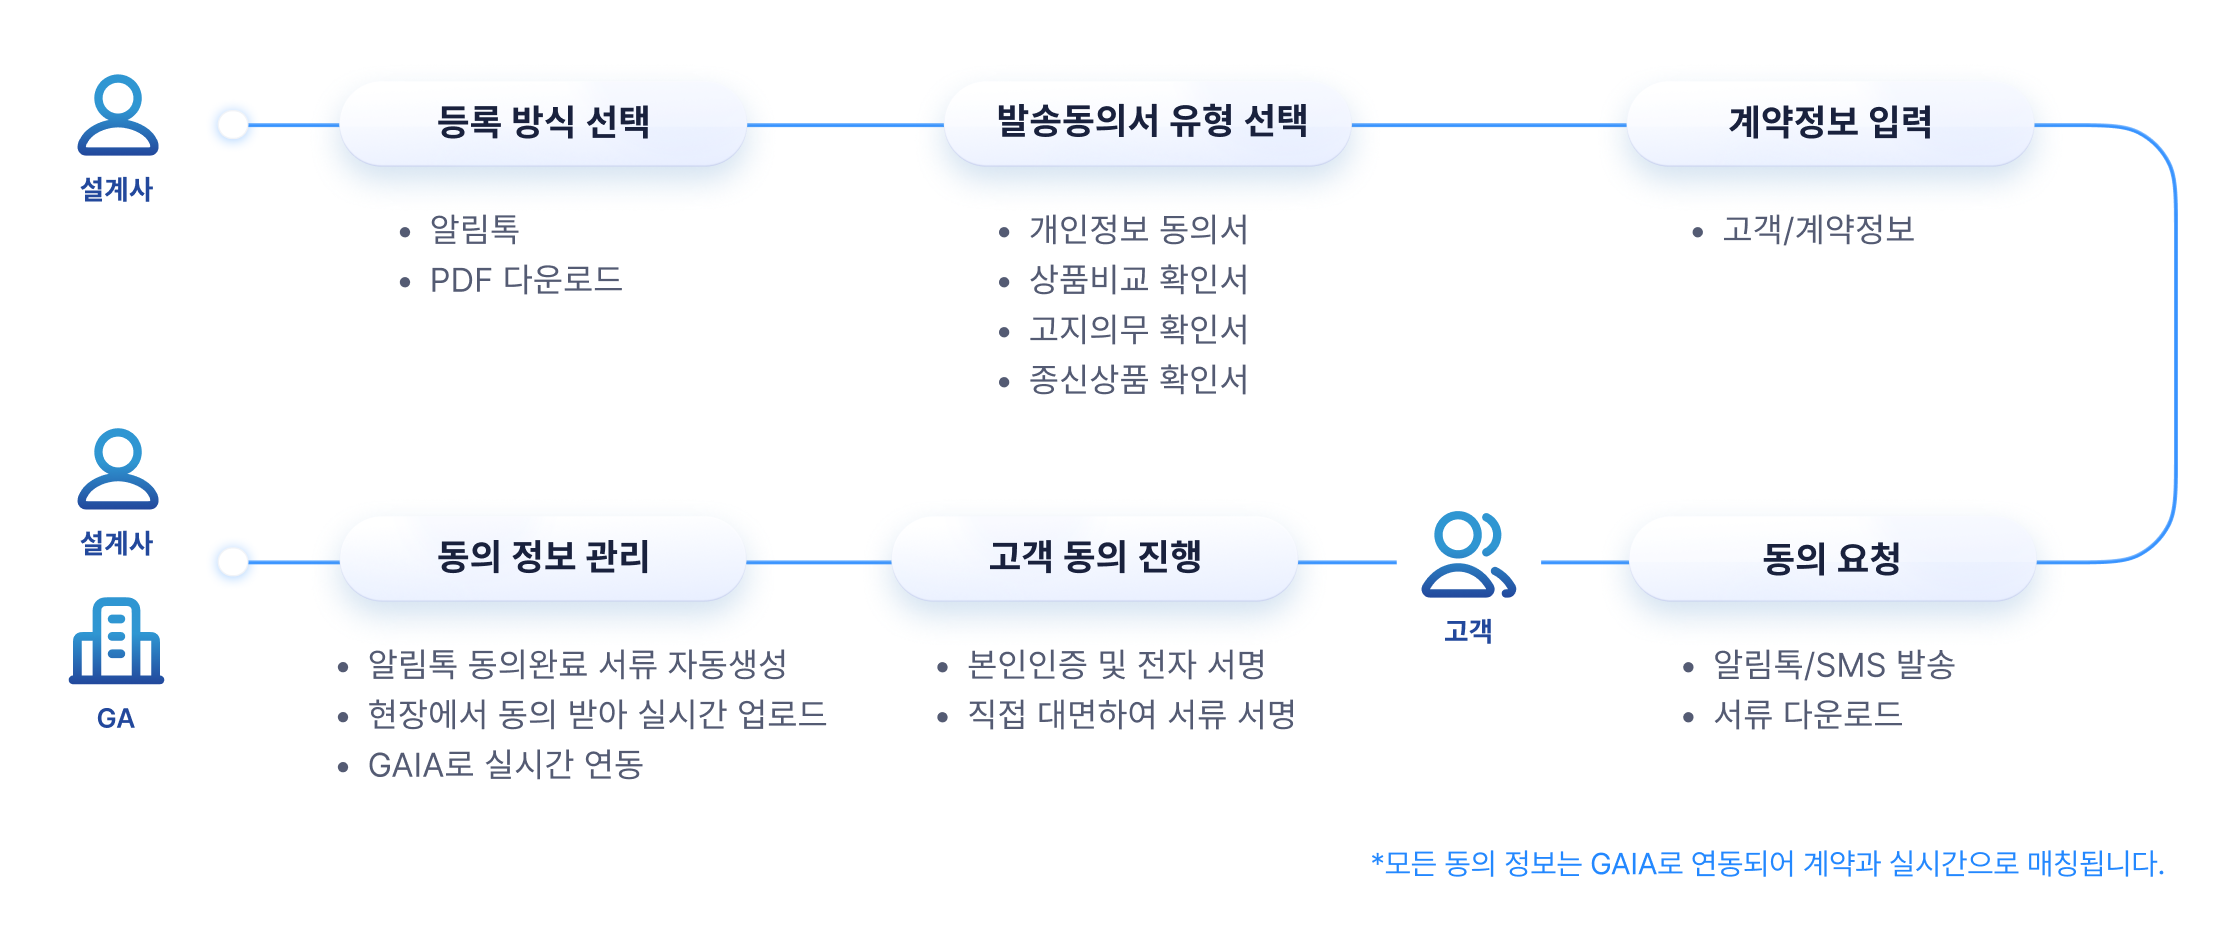 설계사
등록 방식 선택
• 알림톡
• PDF 다운로드
발송동의서 유형 선택
• 개인정보 동의서
• 상품비교 확인서
• 고지의무 확인서
• 종신상품 확인서
계약정보 입력
• 고객/계약정보
동의 요청
• 알림톡/SMS 발송
• 서류 다운로드
고객
고객 동의 진행
• 본인인증 및 전자 서명
• 직접 대면하여 서류 서명
동의 정보 관리
• 알림톡 동의완료 서류 자동생성
• 현장에서 동의 받아 실시간 업로드
• GAIA로 실시간 연동
설계사
GA
*모든 동의 정보는 GAIA로 연동되어 계약과 실시간으로 매칭됩니다.